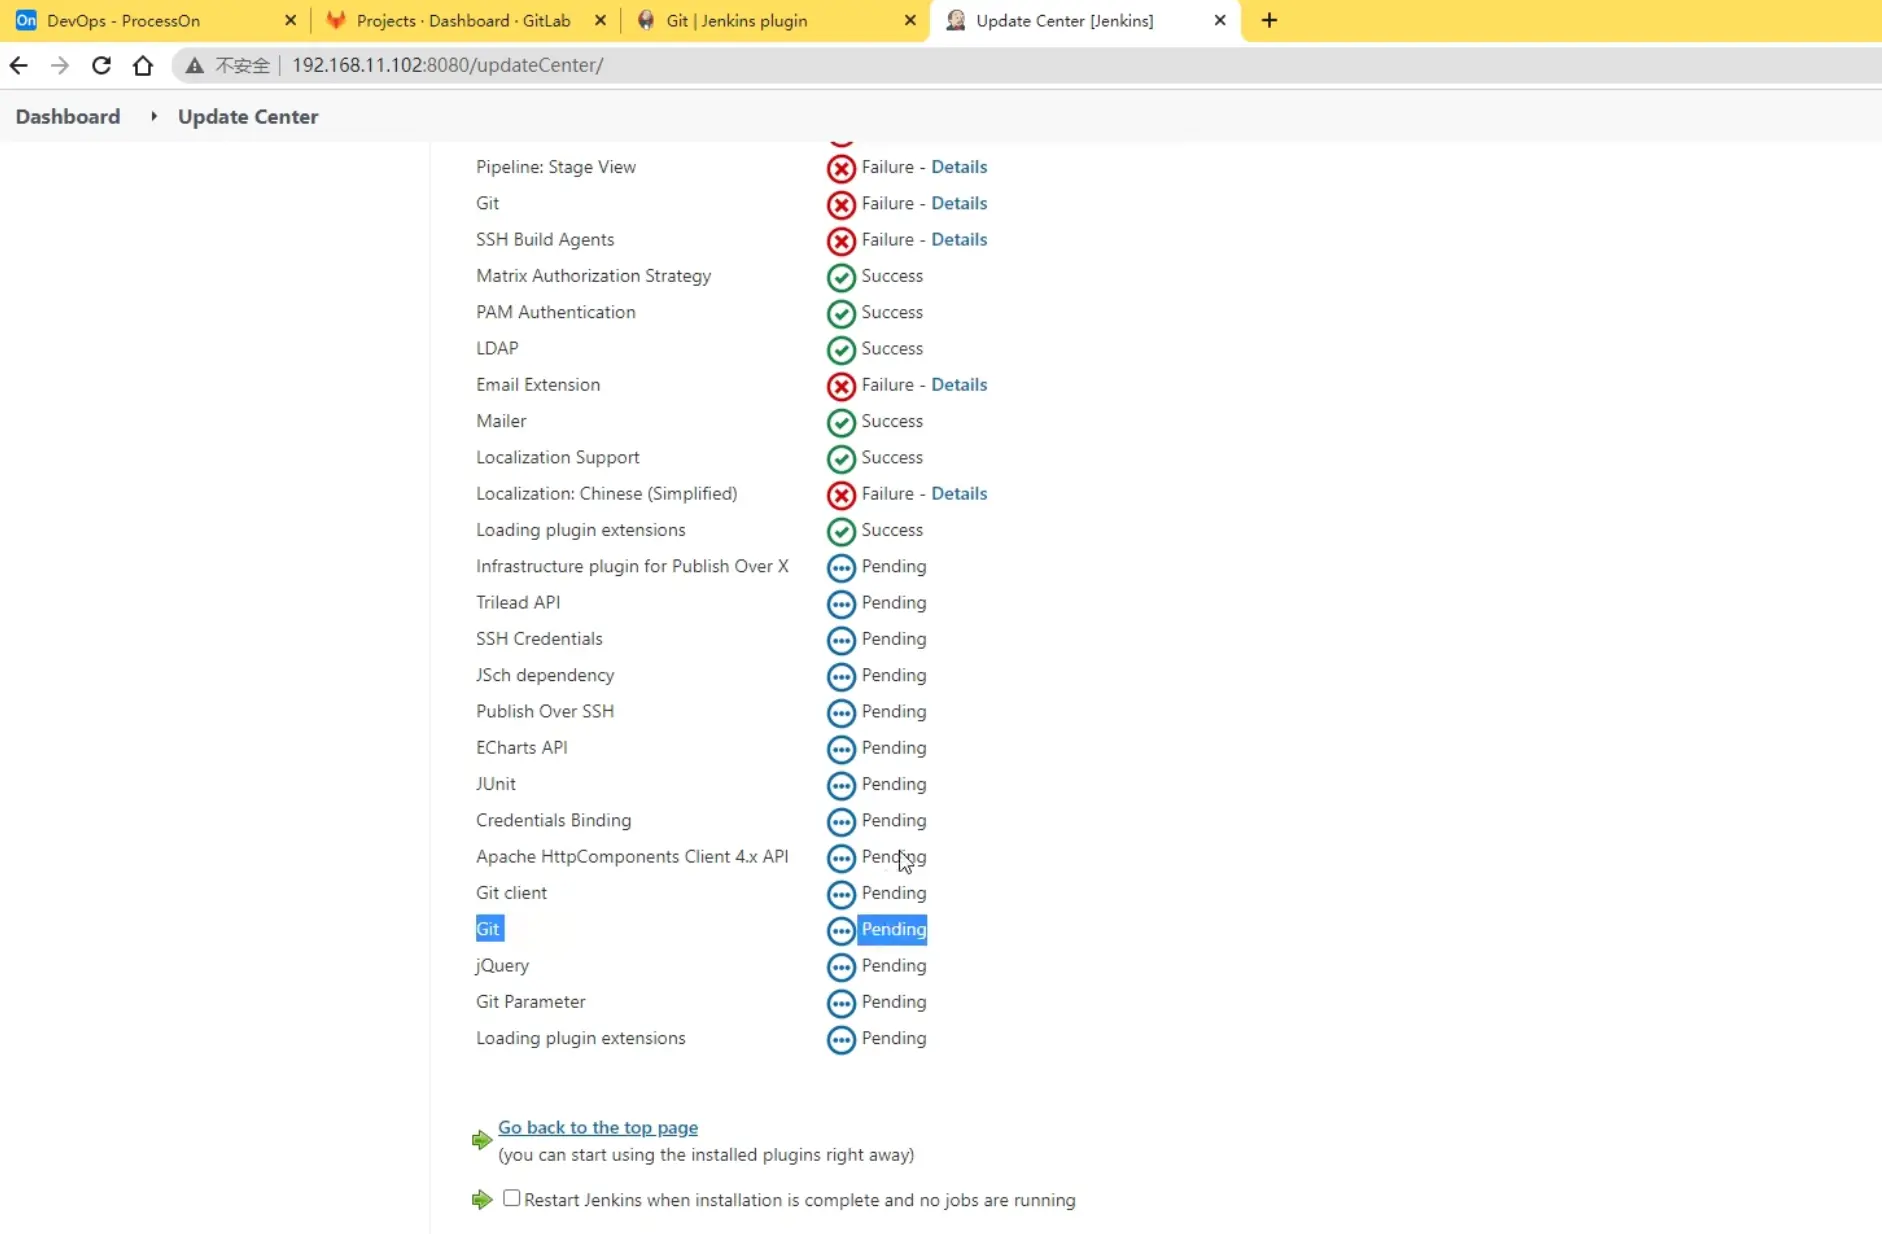 On DevOps - ProcessOn
Projects · Dashboard · GitLab
Git | Jenkins plugin
Update Center [Jenkins]
不安全 192.168.11.102:8080/updateCenter/
Dashboard Update Center
Pipeline: Stage View Failure - Details
Git Failure - Details
SSH Build Agents Failure - Details
Matrix Authorization Strategy Success
PAM Authentication Success
LDAP Success
Email Extension Failure - Details
Mailer Success
Localization Support Success
Localization: Chinese (Simplified) Failure - Details
Loading plugin extensions Success
Infrastructure plugin for Publish Over X Pending
Trilead API Pending
SSH Credentials Pending
JSch dependency Pending
Publish Over SSH Pending
ECharts API Pending
JUnit Pending
Credentials Binding Pending
Apache HttpComponents Client 4.x API Pending
Git client Pending
Git Pending
jQuery Pending
Git Parameter Pending
Loading plugin extensions Pending
Go back to the top page
(you can start using the installed plugins right away)
Restart Jenkins when installation is complete and no jobs are running